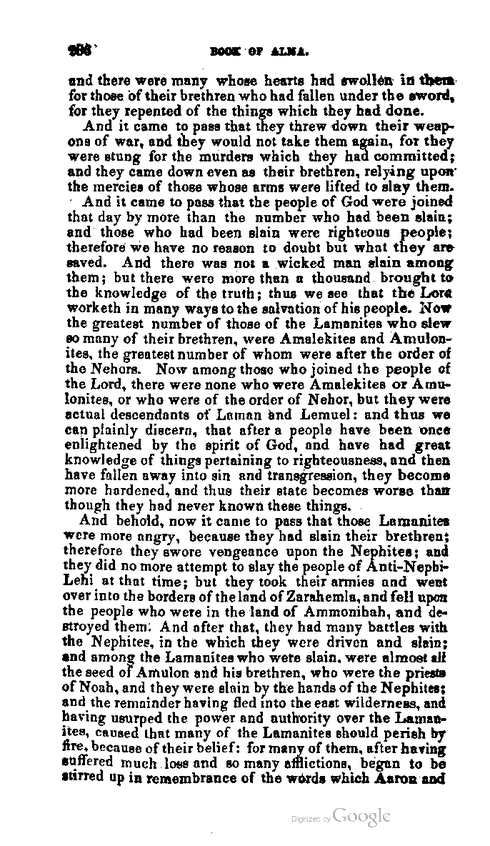 286 BOOK OF ALMA.
and there were many whose hearts had swollen in them
for those of their brethren who had fallen under the sword,
for they repented of the things which they had done.
And it came to pass that they threw down their weap-
ons of war, and they would not take them again, for they
were stung for the murders which they had committed;
and they came down even as their brethren, relying upon
the mercies of those whose arms were lifted to slay them.
And it came to pass that the people of God were joined
that day by more than the number who had been slain;
and those who had been slain were righteous people;
therefore we have no reason to doubt but what they are
saved. And there was not a wicked man slain among
them; but there were more than a thousand brought to
the knowledge of the truth; thus we see that the Lord
worketh in many ways to the salvation of his people. Now
the greatest number of those of the Lamanites who slew
so many of their brethren, were Amalekites and Amulon-
ites, the greatest number of whom were after the order of
the Nehors. Now among those who joined the people of
the Lord, there were none who were Amalekites or Amu-
lonites, or who were of the order of Nehor, but they were
actual descendants of Laman and Lemuel: and thus we
can plainly discern, that after a people have been once
enlightened by the spirit of God, and have had great
knowledge of things pertaining to righteousness, and then
have fallen away into sin and transgression, they become
more hardened, and thus their state becomes worse than
though they had never known these things.
And behold, now it came to pass that those Lamanites
were more angry, because they had slain their brethren;
therefore they swore vengeance upon the Nephites; and
they did no more attempt to slay the people of Anti-Nephi-
Lehi at that time; but they took their armies and went
over into the borders of the land of Zarahemla, and fell upon
the people who were in the land of Ammonihah, and de-
stroyed them. And after that, they had many battles with
the Nephites, in the which they were driven and slain;
and among the Lamanites who were slain, were almost all
the seed of Amulon and his brethren, who were the priests
of Noah, and they were slain by the hands of the Nephites;
and the remainder having fled into the east wilderness, and
having usurped the power and authority over the Laman-
ites, caused that many of the Lamanites should perish by
fire, because of their belief: for many of them, after having
suffered much loss and so many afflictions, began to be
stirred up in remembrance of the words which Aaron and
Digitized by Google